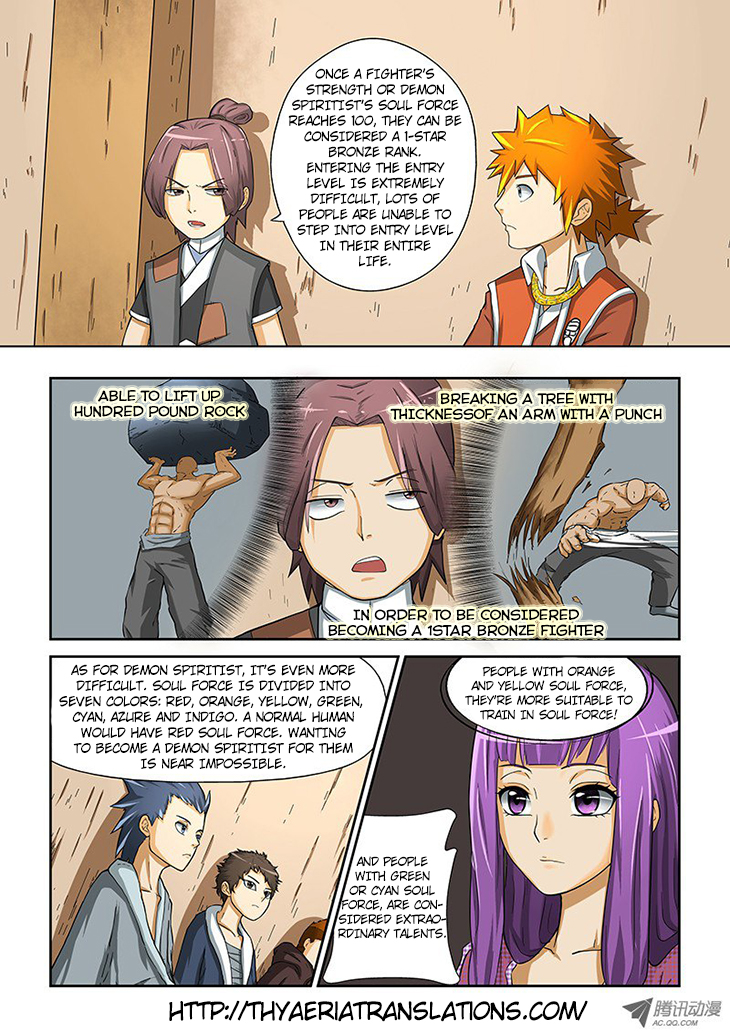 ONCE A FIGHTER'S
STRENGTH OR DEMON
SPIRITIST'S SOUL FORCE
REACHES 100, THEY CAN BE
CONSIDERED A 1-STAR
BRONZE RANK.
ENTERING THE ENTRY
LEVEL IS EXTREMELY
DIFFICULT, LOTS OF
PEOPLE ARE UNABLE TO
STEP INTO ENTRY LEVEL
IN THEIR ENTIRE
LIFE.
ABLE TO LIFT UP
HUNDRED POUND ROCK
BREAKING A TREE WITH
THICKNESSOF AN ARM WITH A PUNCH
IN ORDER TO BE CONSIDERED
BECOMING A 1STAR BRONZE FIGHTER
AS FOR DEMON SPIRITIST, IT'S EVEN MORE
DIFFICULT. SOUL FORCE IS DIVIDED INTO
SEVEN COLORS: RED, ORANGE, YELLOW, GREEN,
CYAN, AZURE AND INDIGO. A NORMAL HUMAN
WOULD HAVE RED SOUL FORCE. WANTING
TO BECOME A DEMON SPIRITIST FOR THEM
IS NEAR IMPOSSIBLE.
PEOPLE WITH ORANGE
AND YELLOW SOUL FORCE,
THEY'RE MORE SUITABLE TO
TRAIN IN SOUL FORCE!
AND PEOPLE
WITH GREEN
OR CYAN SOUL
FORCE, ARE CON-
SIDERED EXTRAO-
RDINARY TALENTS.
HTTP://THYAERIATRANSLATIONS.COM/
腾讯动漫
AC.QQ.COM